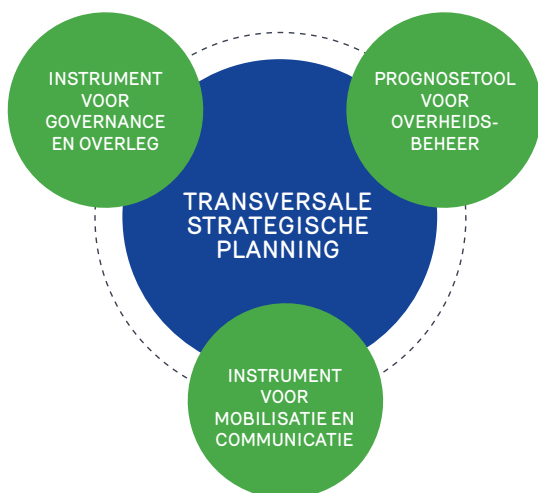 INSTRUMENT
VOOR
GOVERNANCE
EN OVERLEG
PROGNOSETOOL
VOOR
OVERHEIDS-
BEHEER
TRANSVERSALE
STRATEGISCHE
PLANNING
INSTRUMENT
VOOR
MOBILISATIE EN
COMMUNICATIE